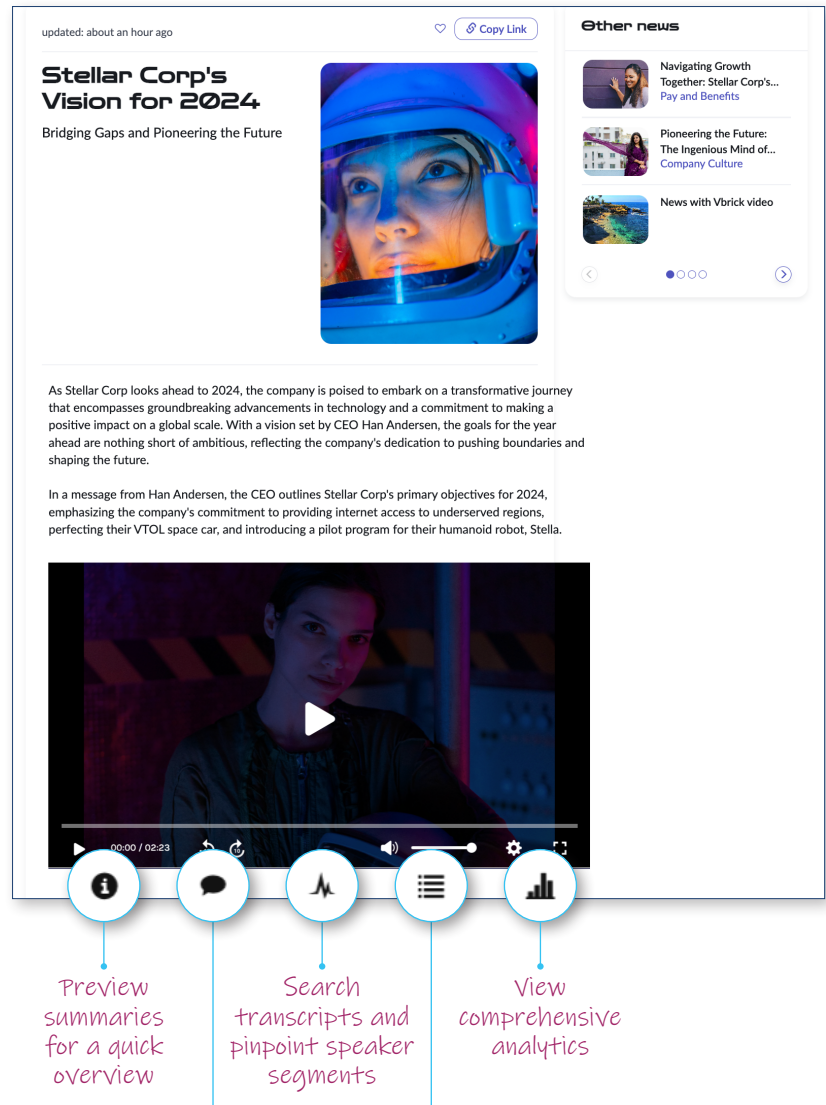 updated: about an hour ago
Copy Link
Stellar Corp's
Vision for 2024
Bridging Gaps and Pioneering the Future
Other news
Navigating Growth
Together: Stellar Corp's...
Pay and Benefits
Pioneering the Future:
The Ingenious Mind of...
Company Culture
News with Vbrick video
As Stellar Corp looks ahead to 2024, the company is poised to embark on a transformative journey
that encompasses groundbreaking advancements in technology and a commitment to making a
positive impact on a global scale. With a vision set by CEO Han Andersen, the goals for the year
ahead are nothing short of ambitious, reflecting the company's dedication to pushing boundaries and
shaping the future.
In a message from Han Andersen, the CEO outlines Stellar Corp's primary objectives for 2024,
emphasizing the company's commitment to providing internet access to underserved regions,
perfecting their VTOL space car, and introducing a pilot program for their humanoid robot, Stella.
00:00 / 02:23
10
Preview
summaries
for a quick
overview
Search
transcripts and
pinpoint speaker
segments
View
comprehensive
analytics